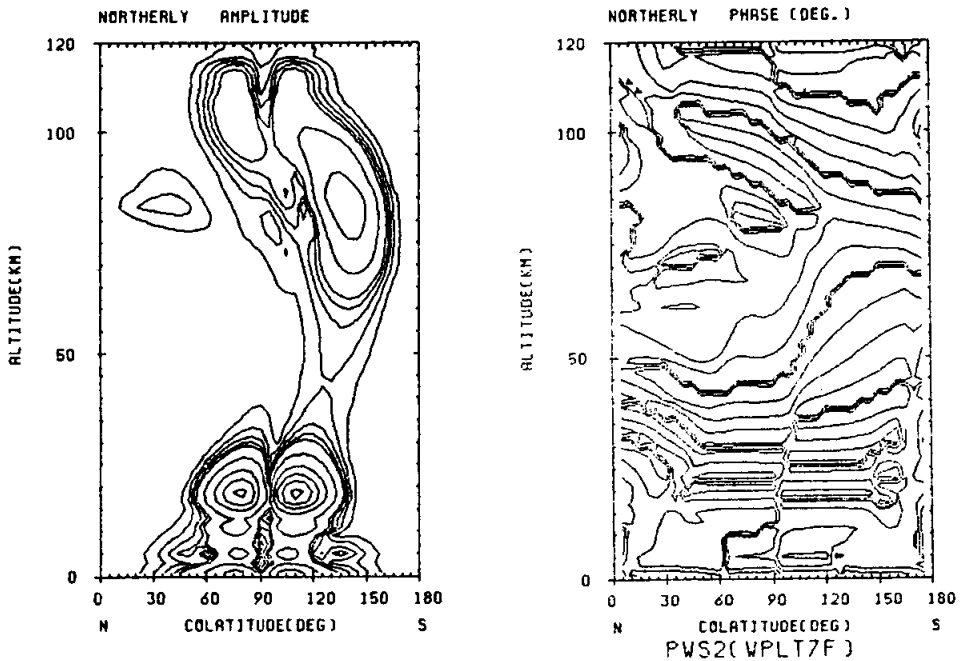 NORTHERLY AMPLITUDE
120
100
50
0
ALTITUDE(KM)
0 30 60 90 120 150 180
N COLATITUDE(DEG) S
NORTHERLY PHASE (DEG.)
120
100
50
0
ALTITUDE(KM)
0 30 60 90 120 150 180
N COLATITUDE(DEG) S
PWS2(WPLT7F)